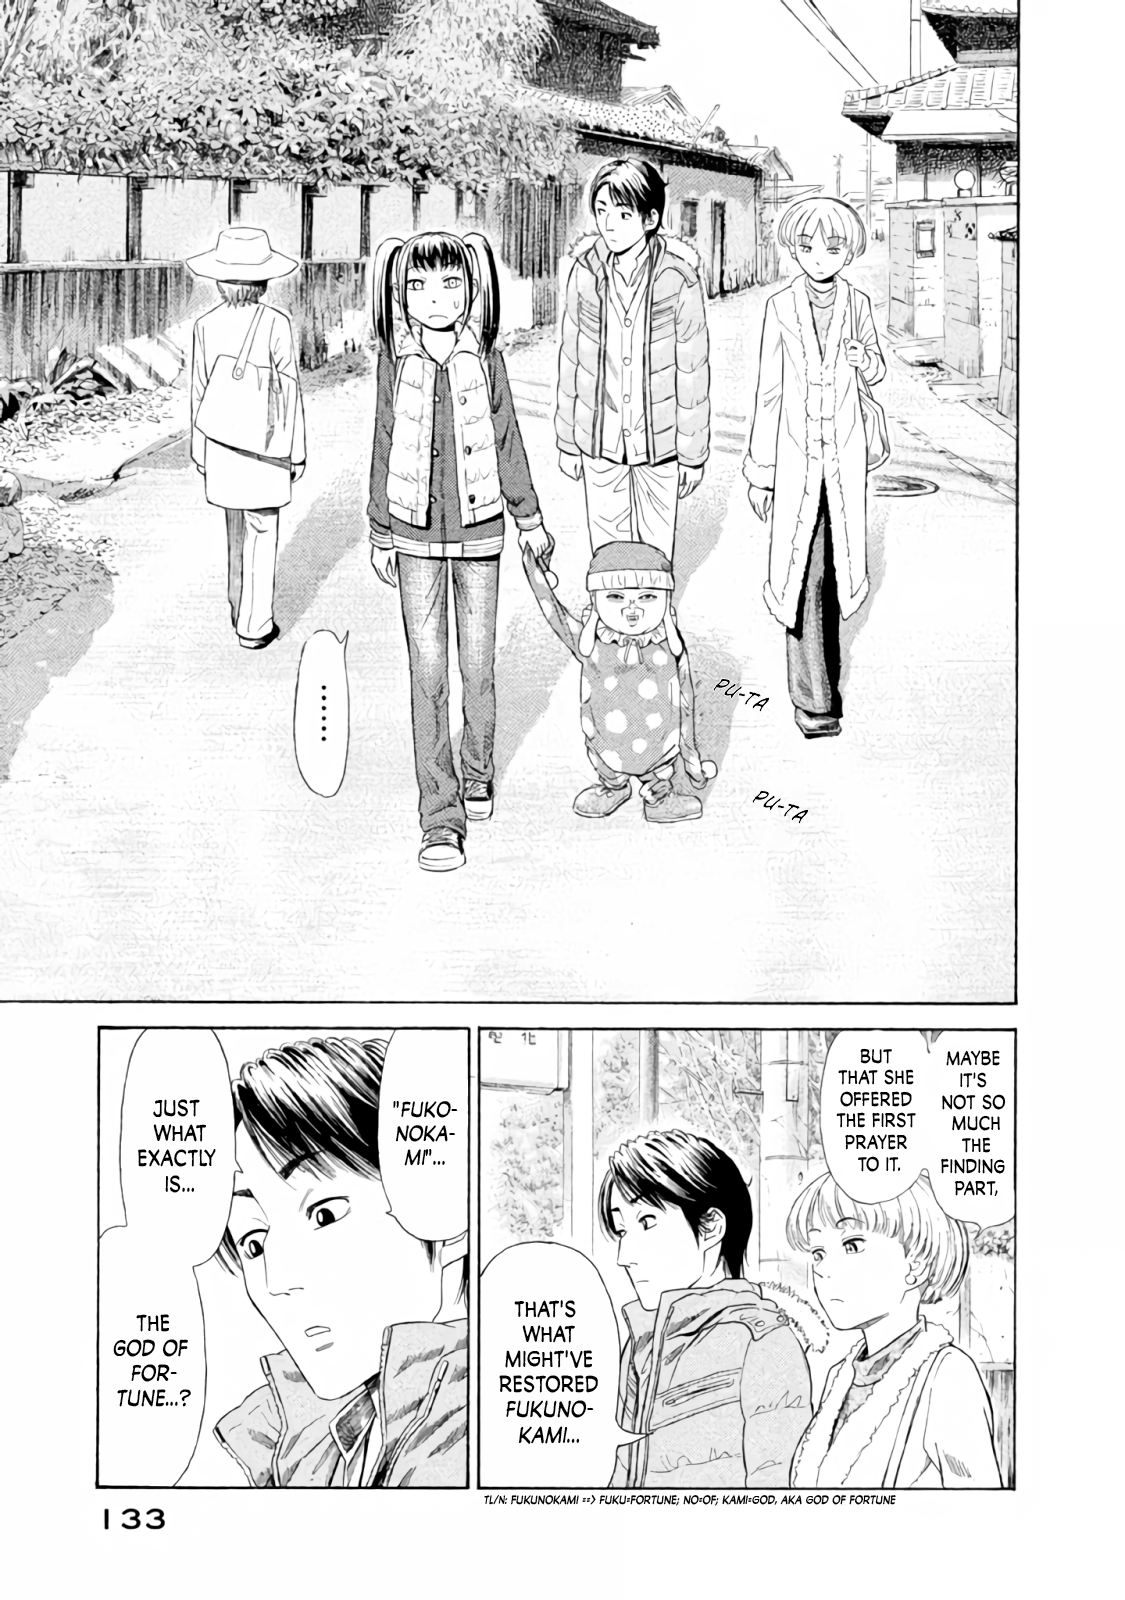 ......
PU-TA
PU-TA
MAYBE
IT'S
NOT SO
MUCH
THE
FINDING
PART,
BUT
THAT SHE
OFFERED
THE FIRST
PRAYER
TO IT.
THAT'S
WHAT
MIGHT'VE
RESTORED
FUKUNO-
KAMI...
TL/N: FUKUNOKAMI ==> FUKU=FORTUNE; NO=OF; KAMI=GOD, AKA GOD OF FORTUNE
"FUKO-
NOKA-
MI"...
JUST
WHAT
EXACTLY
IS...
THE
GOD OF
FOR-
TUNE...?
133